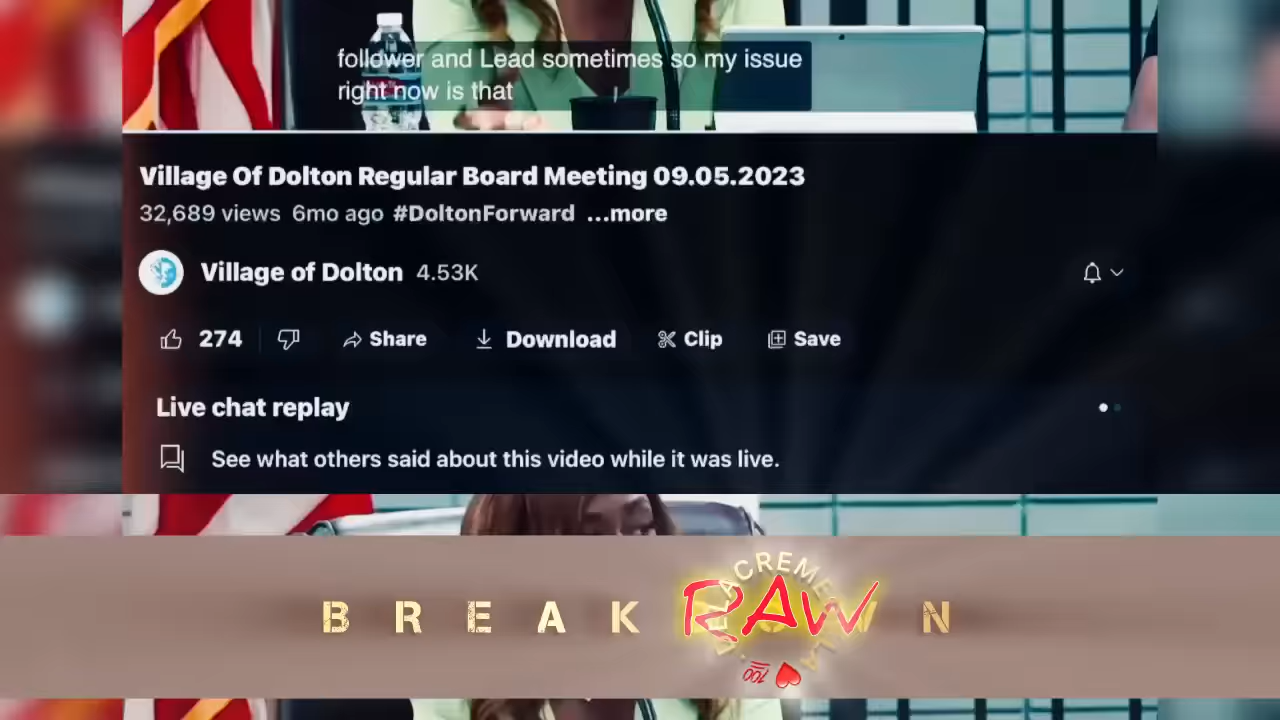 follower and Lead sometimes so my issue
right now is that
Village Of Dolton Regular Board Meeting 09.05.2023
32,689 views 6mo ago #DoltonForward ...more
Village of Dolton 4.53K
274 Share Download Clip Save
Live chat replay
See what others said about this video while it was live.
BREAK
RAW
N
100